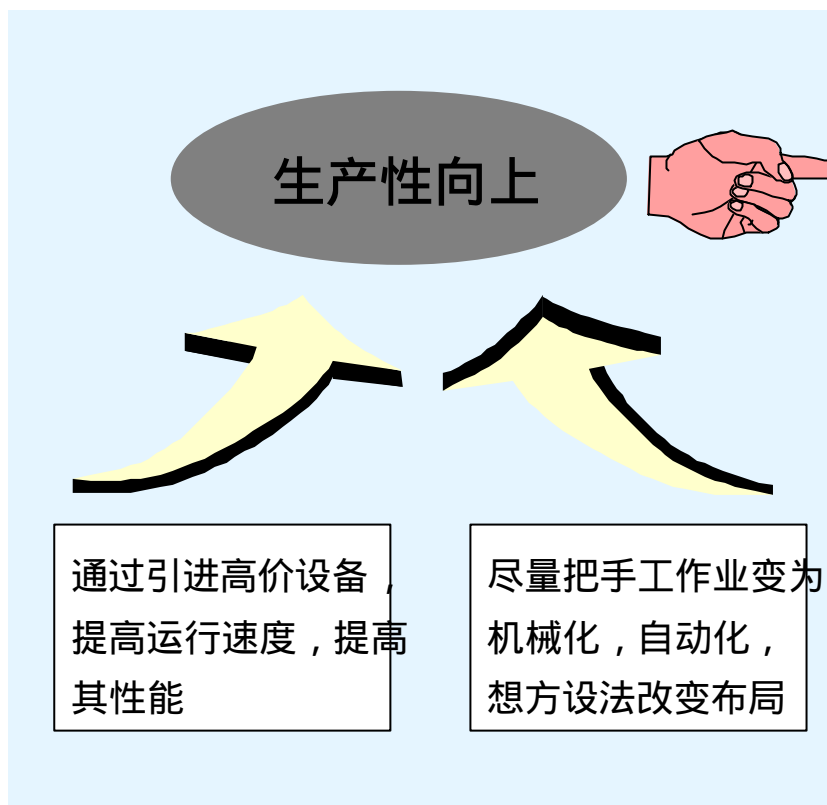 生产性向上
通过引进高价设备，
提高运行速度，提高
其性能
尽量把手工作业变为
机械化，自动化，
想方设法改变布局